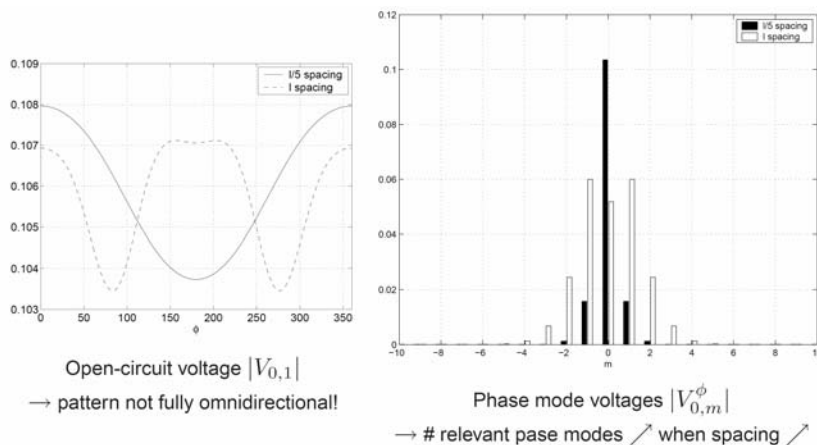 0.109
0.108
0.107
0.106
0.105
0.104
0.103
0 50 100 150 200 250 300 350
ϕ
l/5 spacing
l spacing
Open-circuit voltage |V0,1|
→ pattern not fully omnidirectional!
l/5 spacing
l spacing
0.12
0.1
0.08
0.06
0.04
0.02
0
−10 −8 −6 −4 −2 0 2 4 6 8 10
m
Phase mode voltages |V^ϕ_0,m|
→ # relevant pase modes ↗ when spacing ↗